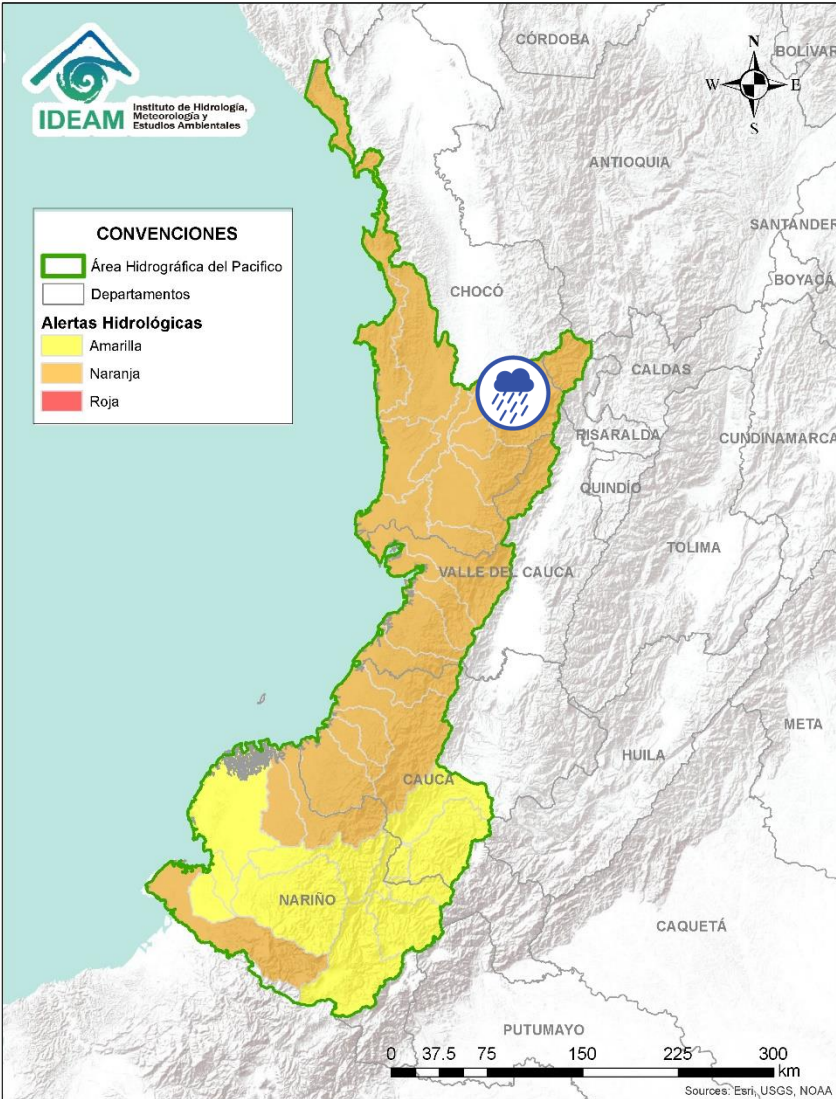 IDEAM
Instituto de Hidrología,
Meteorología y
Estudios Ambientales
CONVENCIONES
Área Hidrográfica del Pacifico
Departamentos
Alertas Hidrológicas
Amarilla
Naranja
Roja
N
W
E
S
CÓRDOBA
BOLÍVAR
ANTIOQUIA
SANTANDER
BOYACÁ
CHOCÓ
CALDAS
RISARALDA
CUNDINAMARCA
QUINDÍO
TOLIMA
VALLE DEL CAUCA
META
HUILA
CAUCA
NARIÑO
CAQUETÁ
PUTUMAYO
0 37.5 75 150 225 300
km
Sources: Esri, USGS, NOAA